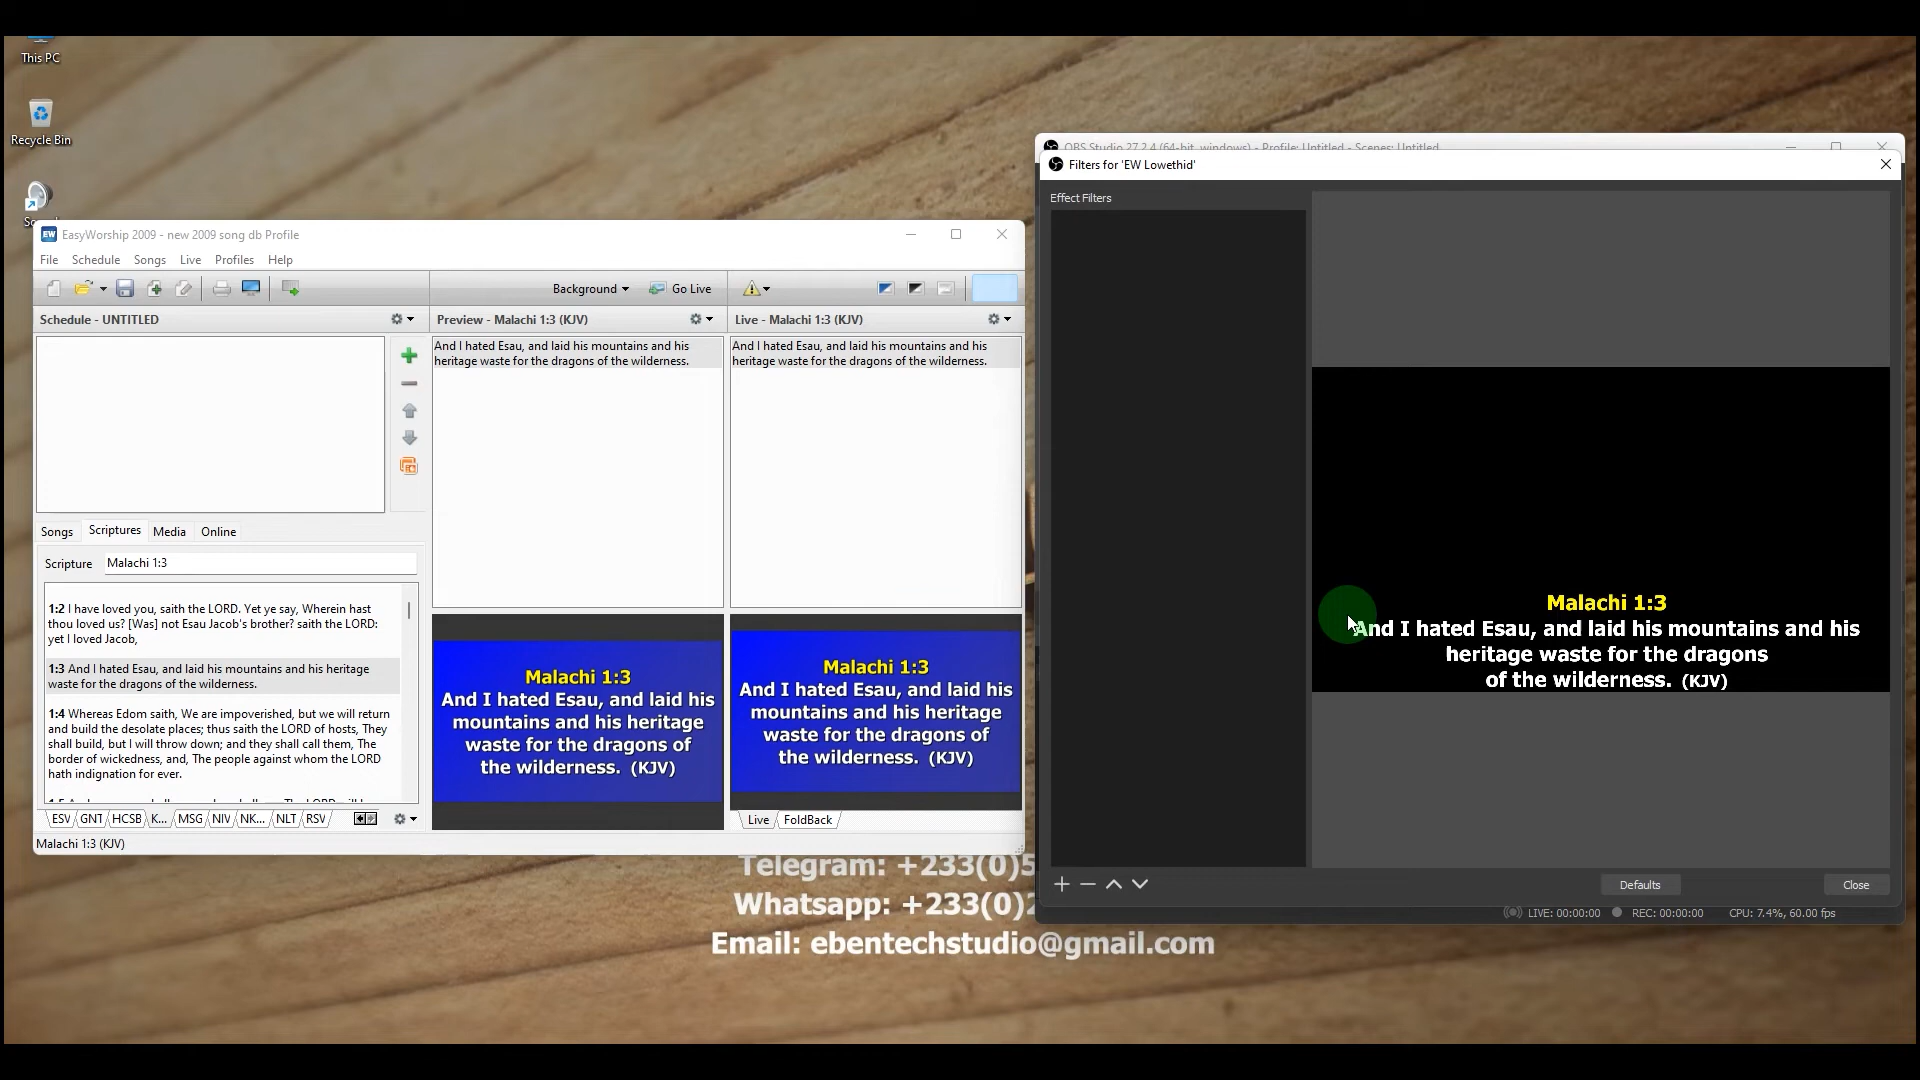 This PC
Recycle Bin
EasyWorship 2009 - new 2009 song db Profile
File Schedule Songs Live Profiles Help
Background Go Live
Schedule - UNTITLED
Preview - Malachi 1:3 (KJV)
Live - Malachi 1:3 (KJV)
And I hated Esau, and laid his mountains and his
heritage waste for the dragons of the wilderness.
And I hated Esau, and laid his mountains and his
heritage waste for the dragons of the wilderness.
Songs Scriptures Media Online
Scripture Malachi 1:3
1:2 I have loved you, saith the LORD. Yet ye say, Wherein hast
thou loved us? [Was] not Esau Jacob's brother? saith the LORD:
yet I loved Jacob,
1:3 And I hated Esau, and laid his mountains and his heritage
waste for the dragons of the wilderness.
1:4 Whereas Edom saith, We are impoverished, but we will return
and build the desolate places; thus saith the LORD of hosts, They
shall build, but I will throw down; and they shall call them, The
border of wickedness, and, The people against whom the LORD
hath indignation for ever.
ESV GNT HCSB K... MSG NIV NK... NLT RSV
Malachi 1:3 (KJV)
Malachi 1:3
And I hated Esau, and laid his
mountains and his heritage
waste for the dragons of
the wilderness. (KJV)
Malachi 1:3
And I hated Esau, and laid his
mountains and his heritage
waste for the dragons of
the wilderness. (KJV)
Live FoldBack
OBS Studio 27.2.4 (64-bit, windows) - Profile: Untitled - Scenes: Untitled
Filters for 'EW Lowethid'
Effect Filters
Malachi 1:3
And I hated Esau, and laid his mountains and his
heritage waste for the dragons
of the wilderness. (KJV)
Defaults Close
LIVE: 00:00:00 REC: 00:00:00 CPU: 7.4%, 60.00 fps
Telegram: +233(0)5
Whatsapp: +233(0)2
Email: ebentechstudio@gmail.com